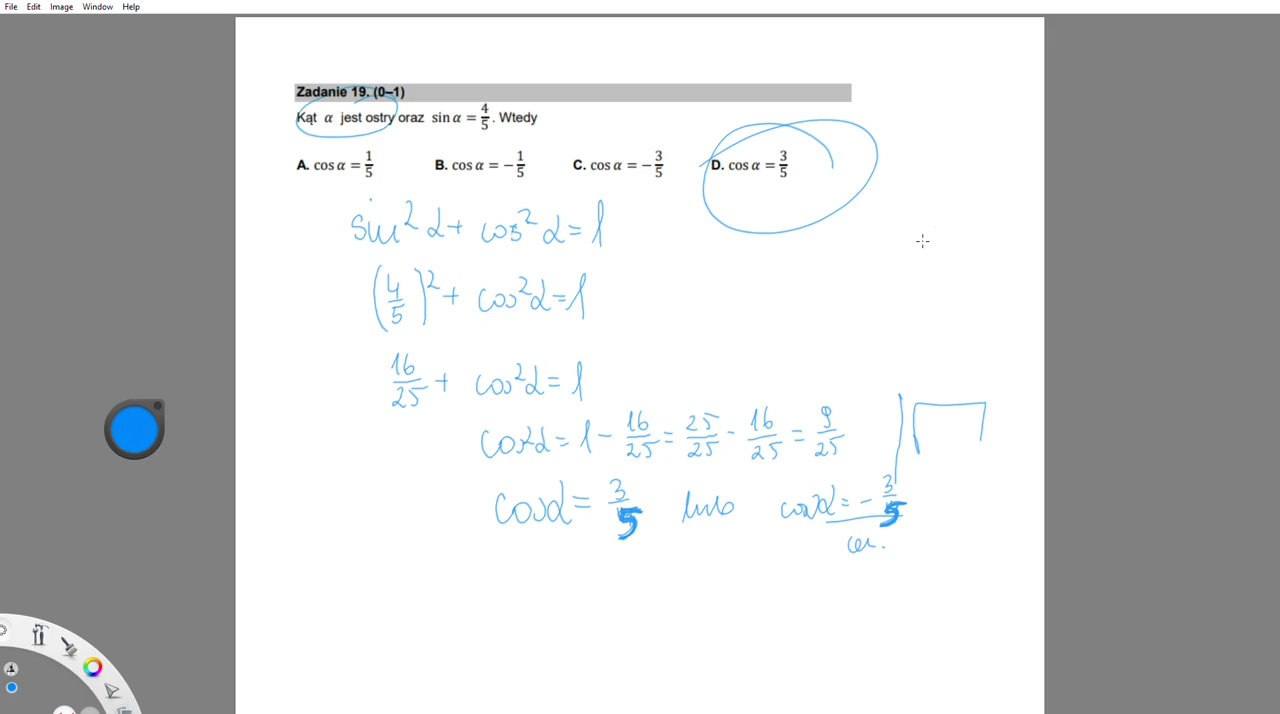 File Edit Image Window Help
Zadanie 19. (0–1)
Kąt α jest ostry oraz sin α = 4/5. Wtedy
A. cos α = 1/5 B. cos α = −1/5 C. cos α = −3/5 D. cos α = 3/5
sin²α + cos²α = 1
(4/5)² + cos²α = 1
16/25 + cos²α = 1
cos²α = 1 − 16/25 = 25/25 − 16/25 = 9/25
cosα = 3/5 lub cosα = −3/5